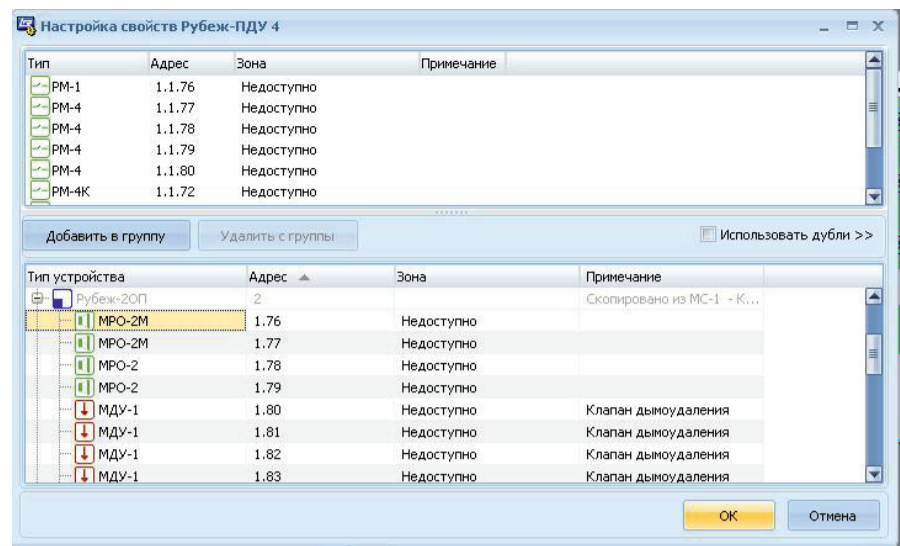 Настройка свойств Рубеж-ПДУ 4
Тип Адрес Зона Примечание
РМ-1 1.1.76 Недоступно
РМ-4 1.1.77 Недоступно
РМ-4 1.1.78 Недоступно
РМ-4 1.1.79 Недоступно
РМ-4 1.1.80 Недоступно
РМ-4К 1.1.72 Недоступно
Добавить в группу Удалить с группы Использовать дубли >>
Тип устройства Адрес Зона Примечание
Рубеж-2ОП 2 Скопировано из МС-1 - К...
МРО-2М 1.76 Недоступно
МРО-2М 1.77 Недоступно
МРО-2 1.78 Недоступно
МРО-2 1.79 Недоступно
МДУ-1 1.80 Недоступно Клапан дымоудаления
МДУ-1 1.81 Недоступно Клапан дымоудаления
МДУ-1 1.82 Недоступно Клапан дымоудаления
МДУ-1 1.83 Недоступно Клапан дымоудаления
ОК Отмена